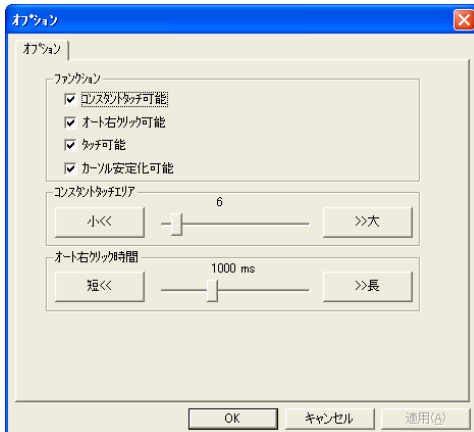 オプション
オプション
ファンクション
コンスタントタッチ可能
オート右クリック可能
タッチ可能
カーソル安定化可能
コンスタントタッチエリア
6
小<<
>>大
オート右クリック時間
1000 ms
短<<
>>長
OK
キャンセル
適用(A)